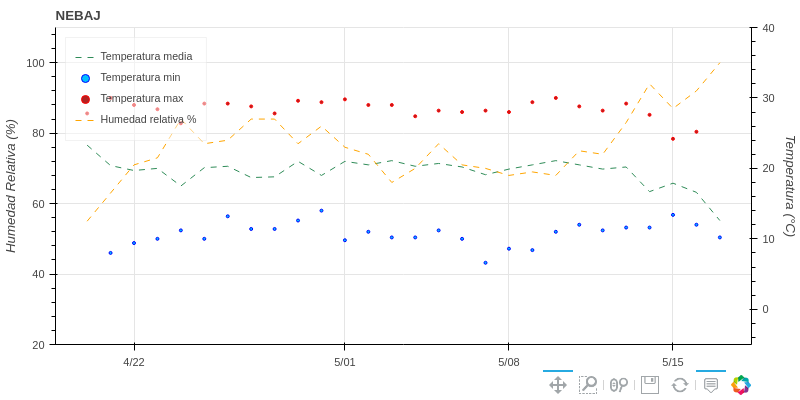 NEBAJ
Temperatura media
Temperatura min
Temperatura max
Humedad relativa %
Humedad Relativa (%)
100
80
60
40
20
40
30
20
10
0
Temperatura (°C)
4/22
5/01
5/08
5/15